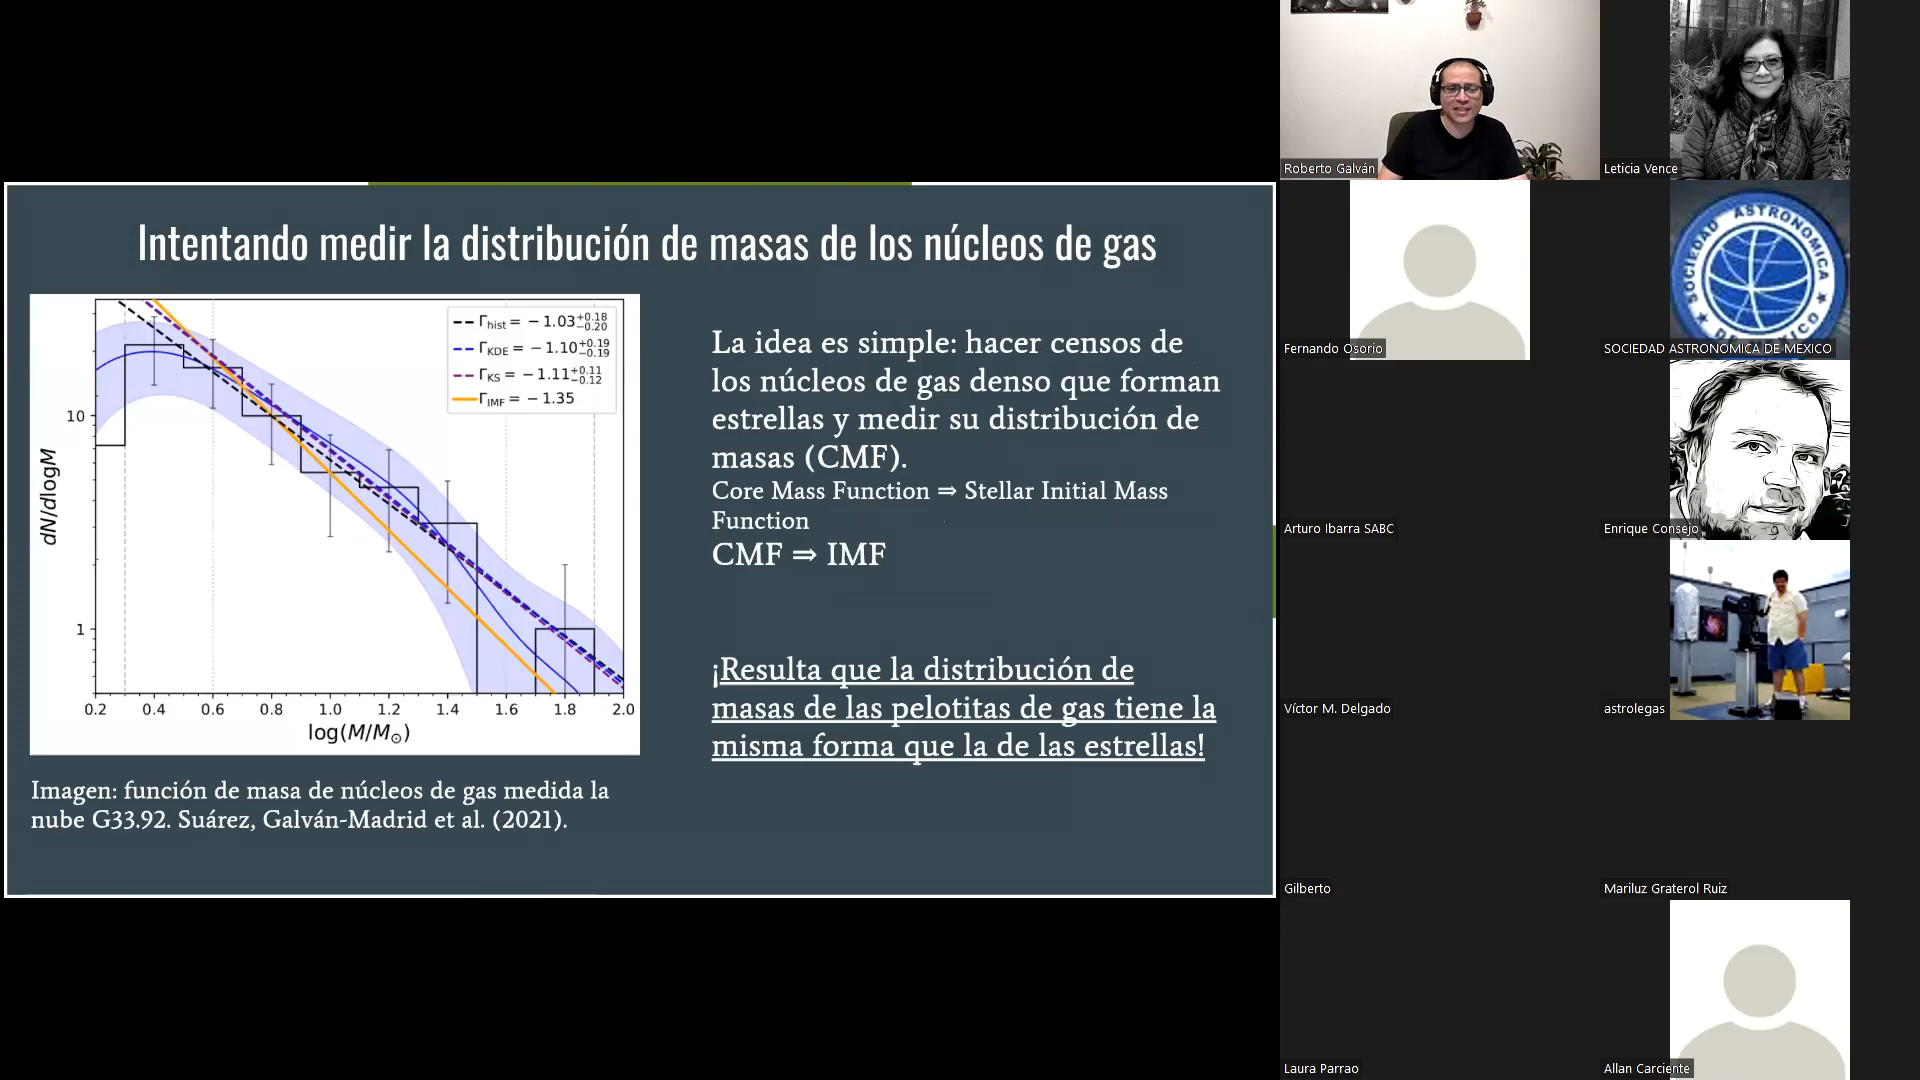 Intentando medir la distribución de masas de los núcleos de gas
Γhist = −1.03+0.18−0.20
ΓKDE = −1.10+0.19−0.19
ΓKS = −1.11+0.11−0.12
ΓIMF = −1.35
10
1
dN/dlogM
0.2 0.4 0.6 0.8 1.0 1.2 1.4 1.6 1.8 2.0
log(M/M⊙)
Imagen: función de masa de núcleos de gas medida la
nube G33.92. Suárez, Galván-Madrid et al. (2021).
La idea es simple: hacer censos de
los núcleos de gas denso que forman
estrellas y medir su distribución de
masas (CMF).
Core Mass Function ⇒ Stellar Initial Mass
Function
CMF ⇒ IMF
¡Resulta que la distribución de
masas de las pelotitas de gas tiene la
misma forma que la de las estrellas!
Roberto Galván
Leticia Vence
Fernando Osorio
SOCIEDAD ASTRONOMICA
DE MEXICO
SOCIEDAD ASTRONOMICA DE MEXICO
Arturo Ibarra SABC
Enrique Consejo
Víctor M. Delgado
astrolegas
Gilberto
Mariluz Graterol Ruiz
Laura Parrao
Allan Carciente